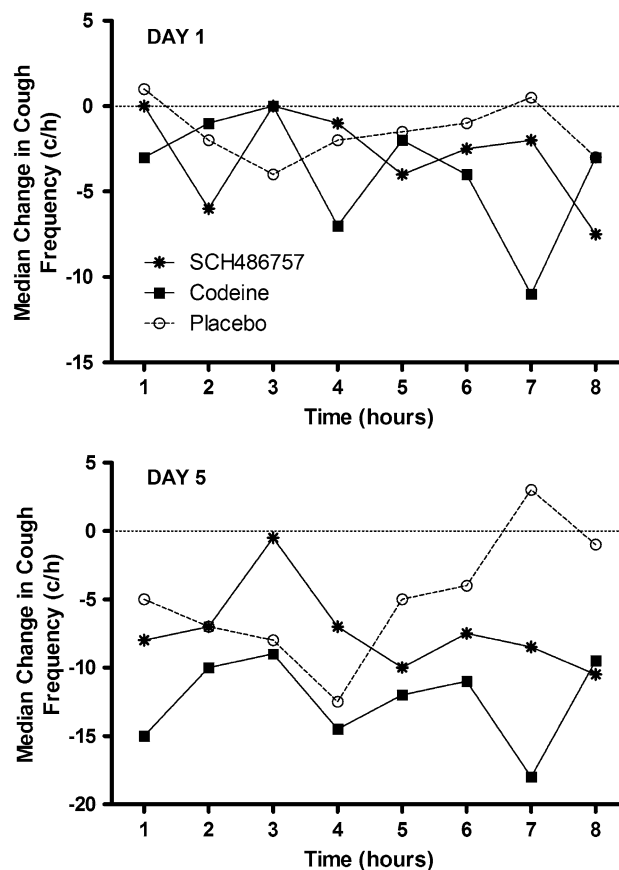 DAY 1
Median Change in Cough
Frequency (c/h)
5
0
-5
-10
-15
SCH486757
Codeine
Placebo
1 2 3 4 5 6 7 8
Time (hours)
DAY 5
Median Change in Cough
Frequency (c/h)
5
0
-5
-10
-15
-20
1 2 3 4 5 6 7 8
Time (hours)